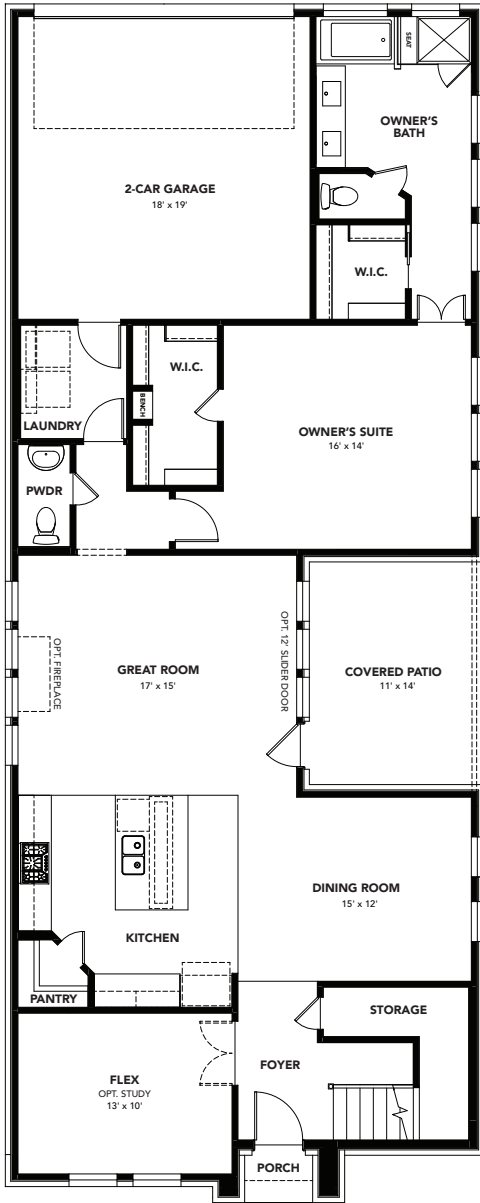 SEAT
OWNER'S
BATH
2-CAR GARAGE
18' x 19'
W.I.C.
W.I.C.
BENCH
LAUNDRY
OWNER'S SUITE
16' x 14'
PWDR
OPT. FIREPLACE
GREAT ROOM
17' x 15'
OPT. 12' SLIDER DOOR
COVERED PATIO
11' x 14'
DINING ROOM
15' x 12'
KITCHEN
PANTRY
STORAGE
FOYER
FLEX
OPT. STUDY
13' x 10'
PORCH